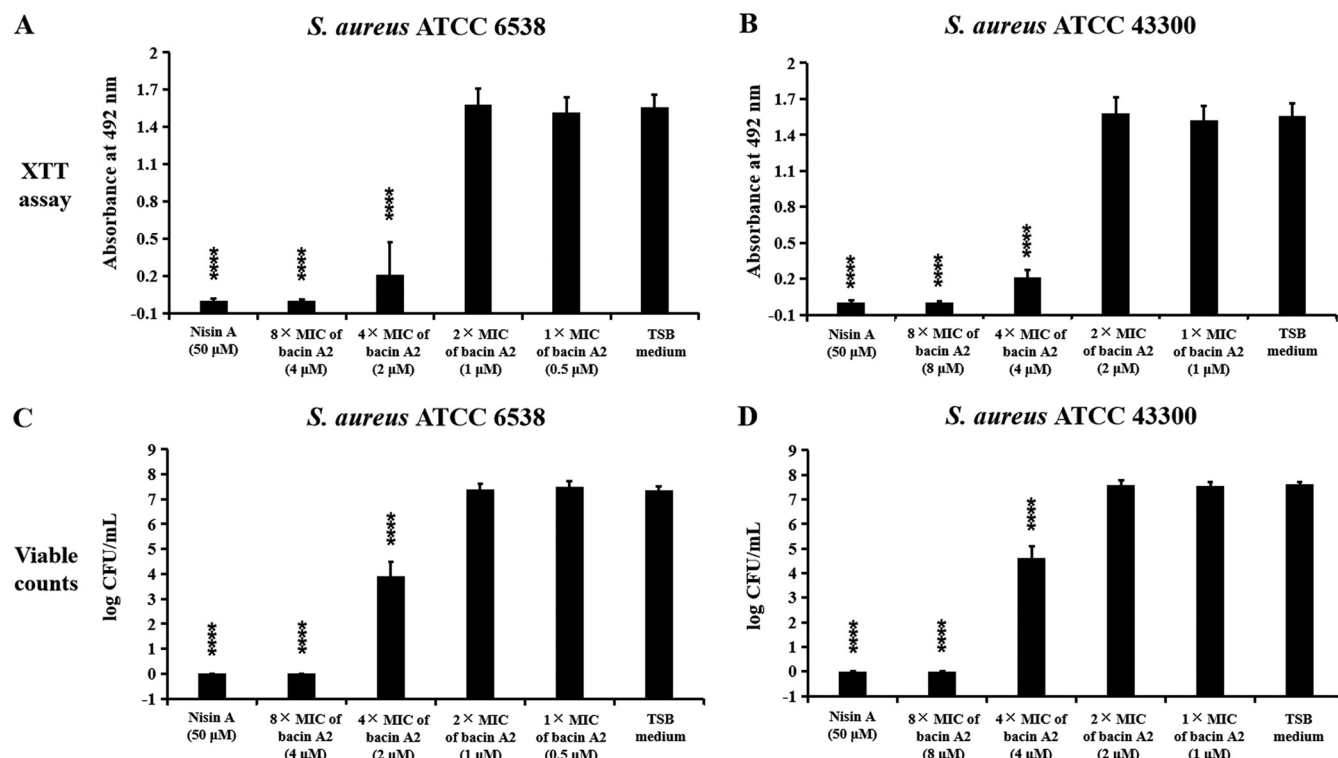 A
S. aureus ATCC 6538
XTT
assay
Absorbance at 492 nm
2
1.7
1.4
1.1
0.8
0.5
0.2
-0.1
****
****
****
Nisin A
(50 μM)
8× MIC of
bacin A2
(4 μM)
4× MIC of
bacin A2
(2 μM)
2× MIC
of bacin A2
(1 μM)
1× MIC
of bacin A2
(0.5 μM)
TSB
medium
B
S. aureus ATCC 43300
Absorbance at 492 nm
2
1.7
1.4
1.1
0.8
0.5
0.2
-0.1
****
****
****
Nisin A
(50 μM)
8× MIC of
bacin A2
(8 μM)
4× MIC
of bacin A2
(4 μM)
2× MIC
of bacin A2
(2 μM)
1× MIC
of bacin A2
(1 μM)
TSB
medium
C
S. aureus ATCC 6538
Viable
counts
log CFU/mL
9
8
7
6
5
4
3
2
1
0
-1
****
****
****
Nisin A
(50 μM)
8× MIC of
bacin A2
(4 μM)
4× MIC of
bacin A2
(2 μM)
2× MIC
of bacin A2
(1 μM)
1× MIC
of bacin A2
(0.5 μM)
TSB
medium
D
S. aureus ATCC 43300
log CFU/mL
9
8
7
6
5
4
3
2
1
0
-1
****
****
****
Nisin A
(50 μM)
8× MIC of
bacin A2
(8 μM)
4× MIC of
bacin A2
(4 μM)
2× MIC
of bacin A2
(2 μM)
1× MIC
of bacin A2
(1 μM)
TSB
medium